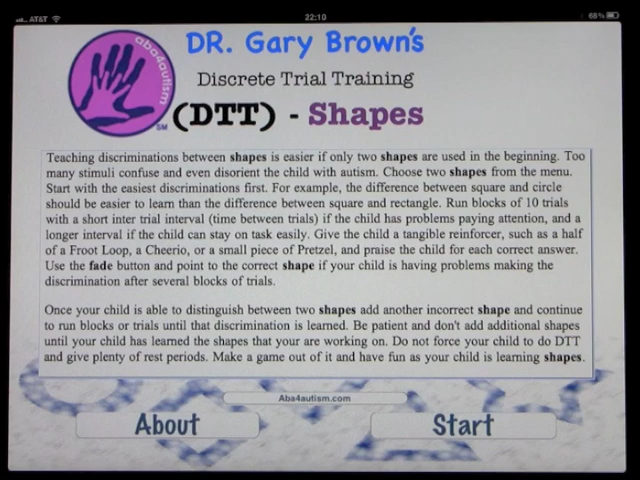 AT&T 22:10 68%
aba4autism
SM
DR. Gary Brown's
Discrete Trial Training
(DTT) - Shapes
Teaching discriminations between shapes is easier if only two shapes are used in the beginning. Too
many stimuli confuse and even disorient the child with autism. Choose two shapes from the menu.
Start with the easiest discriminations first. For example, the difference between square and circle
should be easier to learn than the difference between square and rectangle. Run blocks of 10 trials
with a short inter trial interval (time between trials) if the child has problems paying attention, and a
longer interval if the child can stay on task easily. Give the child a tangible reinforcer, such as a half
of a Froot Loop, a Cheerio, or a small piece of Pretzel, and praise the child for each correct answer.
Use the fade button and point to the correct shape if your child is having problems making the
discrimination after several blocks of trials.
Once your child is able to distinguish between two shapes add another incorrect shape and continue
to run blocks or trials until that discrimination is learned. Be patient and don't add additional shapes
until your child has learned the shapes that your are working on. Do not force your child to do DTT
and give plenty of rest periods. Make a game out of it and have fun as your child is learning shapes.
Aba4autism.com
About Start